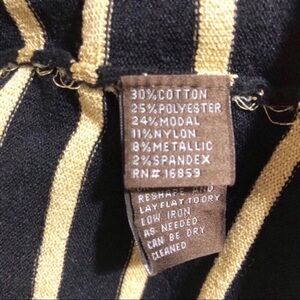 30%COTTON
25%POLYESTER
24%MODAL
11%NYLON
8%METALLIC
2%SPANDEX
RN# 16859
RESHAPE AND
LAY FLAT TO DRY
LOW IRON
AS NEEDED
CAN BE DRY
CLEANED